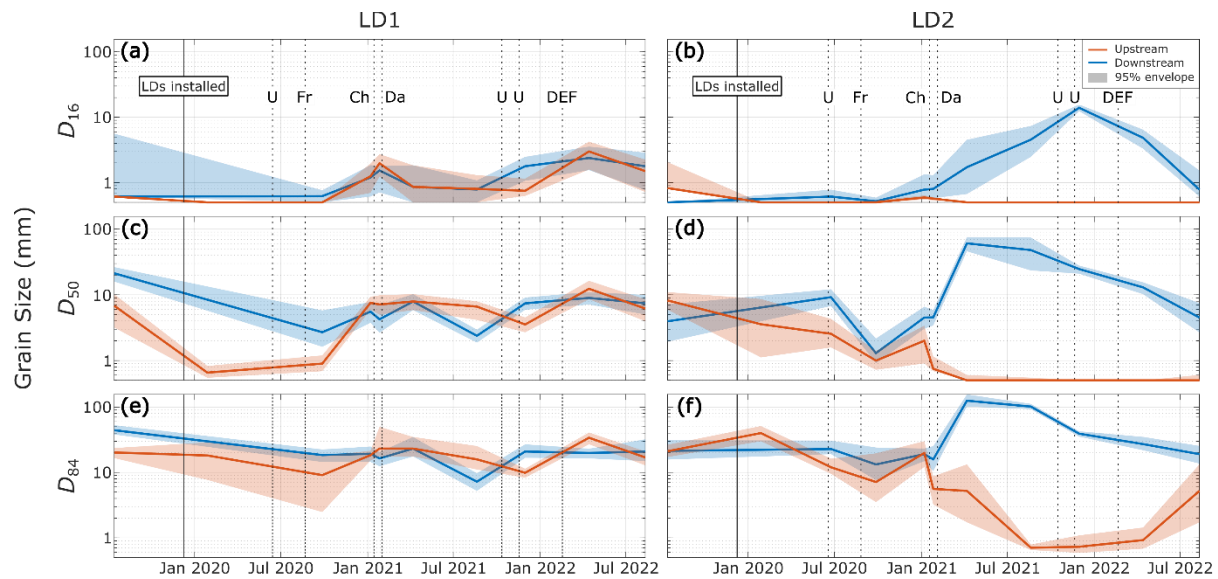 LD1
LD2
(a)
100
10
1
D16
LDs installed
U Fr Ch Da U U DEF
(b)
LDs installed
U Fr Ch Da U U DEF
Upstream
Downstream
95% envelope
Grain Size (mm)
(c)
100
10
1
D50
(d)
(e)
100
10
1
D84
(f)
Jan 2020 Jul 2020 Jan 2021 Jul 2021 Jan 2022 Jul 2022
Jan 2020 Jul 2020 Jan 2021 Jul 2021 Jan 2022 Jul 2022